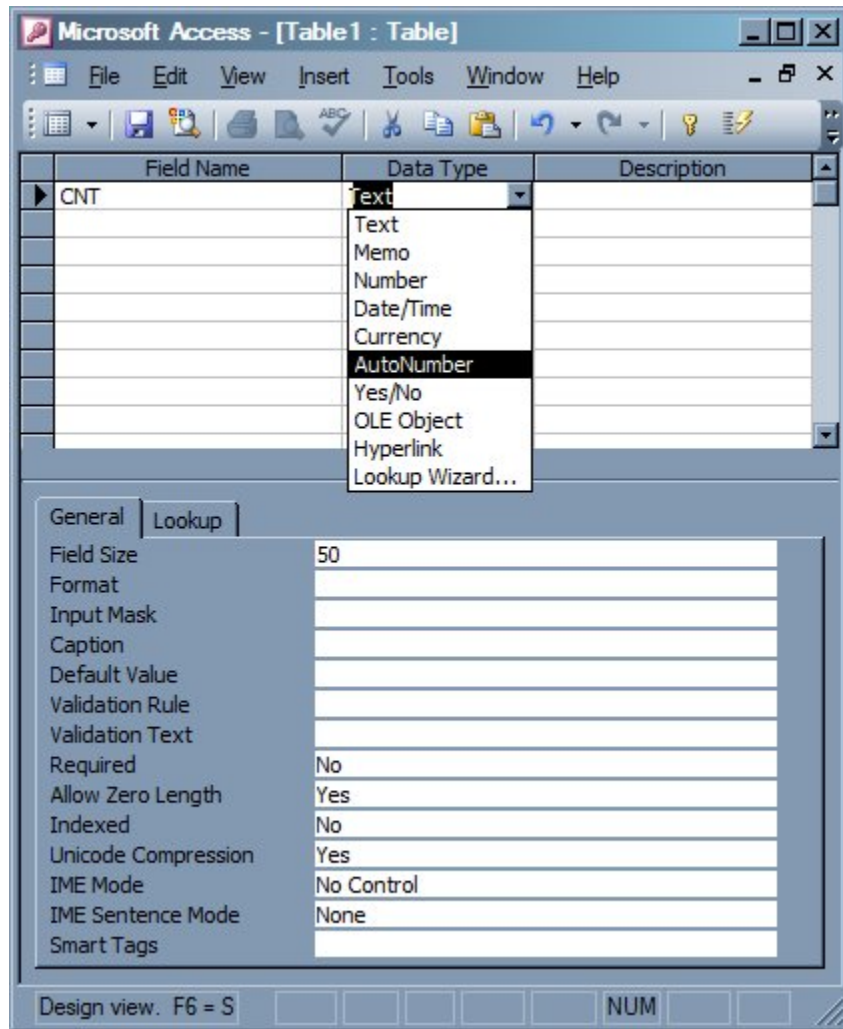 Microsoft Access - [Table1 : Table]
File Edit View Insert Tools Window Help
ABC
Field Name Data Type Description
CNT Text
Text
Memo
Number
Date/Time
Currency
AutoNumber
Yes/No
OLE Object
Hyperlink
Lookup Wizard...
General Lookup
Field Size 50
Format
Input Mask
Caption
Default Value
Validation Rule
Validation Text
Required No
Allow Zero Length Yes
Indexed No
Unicode Compression Yes
IME Mode No Control
IME Sentence Mode None
Smart Tags
Design view. F6 = S NUM